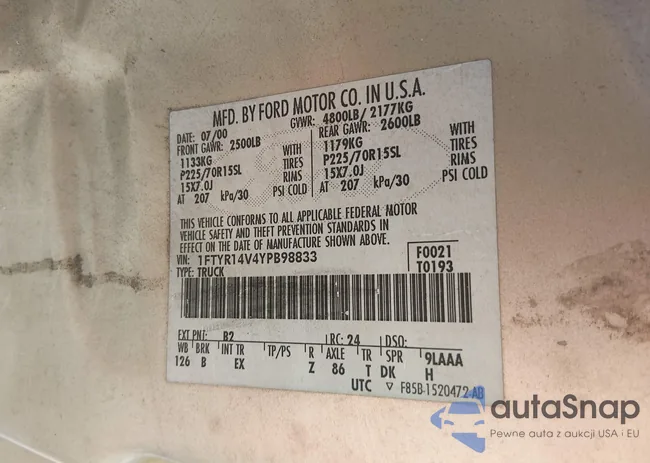 MFD. BY FORD MOTOR CO. IN U.S.A.
DATE: 07/00 GVWR: 4800LB/ 2177KG
FRONT GAWR: 2500LB REAR GAWR: 2600LB
1133KG WITH 1179KG WITH
P225/70R15SL TIRES P225/70R15SL TIRES
15X7.0J RIMS 15X7.0J RIMS
AT 207 kPa/30 PSI COLD AT 207 kPa/30 PSI COLD
THIS VEHICLE CONFORMS TO ALL APPLICABLE FEDERAL MOTOR
VEHICLE SAFETY AND THEFT PREVENTION STANDARDS IN
EFFECT ON THE DATE OF MANUFACTURE SHOWN ABOVE.
VIN: 1FTYR14V4YPB98833 F0021
TYPE: TRUCK T0193
EXT PNT: B2 RC: 24 DSO:
WB BRK INT TR TP/PS R AXLE TR SPR 9LAAA
126 B EX Z 86 T DK H
UTC ▽ F85B-1520472-AB
autaSnap
Pewne auta z aukcji USA i EU